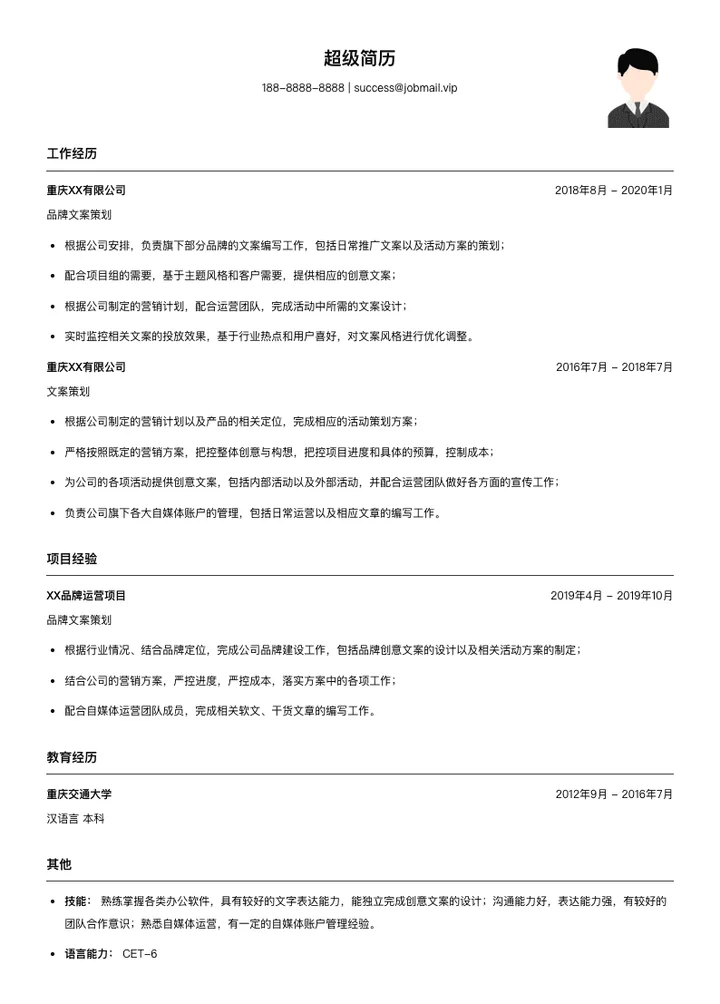 超级简历
188-8888-8888 | success@jobmail.vip
工作经历
重庆XX有限公司 2018年8月 – 2020年1月
品牌文案策划
• 根据公司安排，负责旗下部分品牌的文案编写工作，包括日常推广文案以及活动方案的策划；
• 配合项目组的需要，基于主题风格和客户需要，提供相应的创意文案；
• 根据公司制定的营销计划，配合运营团队，完成活动中所需的文案设计；
• 实时监控相关文案的投放效果，基于行业热点和用户喜好，对文案风格进行优化调整。
重庆XX有限公司 2016年7月 – 2018年7月
文案策划
• 根据公司制定的营销计划以及产品的相关定位，完成相应的活动策划方案；
• 严格按照既定的营销方案，把控整体创意与构想，把控项目进度和具体的预算，控制成本；
• 为公司的各项活动提供创意文案，包括内部活动以及外部活动，并配合运营团队做好各方面的宣传工作；
• 负责公司旗下各大自媒体账户的管理，包括日常运营以及相应文章的编写工作。
项目经验
XX品牌运营项目 2019年4月 – 2019年10月
品牌文案策划
• 根据行业情况、结合品牌定位，完成公司品牌建设工作，包括品牌创意文案的设计以及相关活动方案的制定；
• 结合公司的营销方案，严控进度，严控成本，落实方案中的各项工作；
• 配合自媒体运营团队成员，完成相关软文、干货文章的编写工作。
教育经历
重庆交通大学 2012年9月 – 2016年7月
汉语言 本科
其他
• 技能： 熟练掌握各类办公软件，具有较好的文字表达能力，能独立完成创意文案的设计；沟通能力好，表达能力强，有较好的
团队合作意识；熟悉自媒体运营，有一定的自媒体账户管理经验。
• 语言能力： CET-6